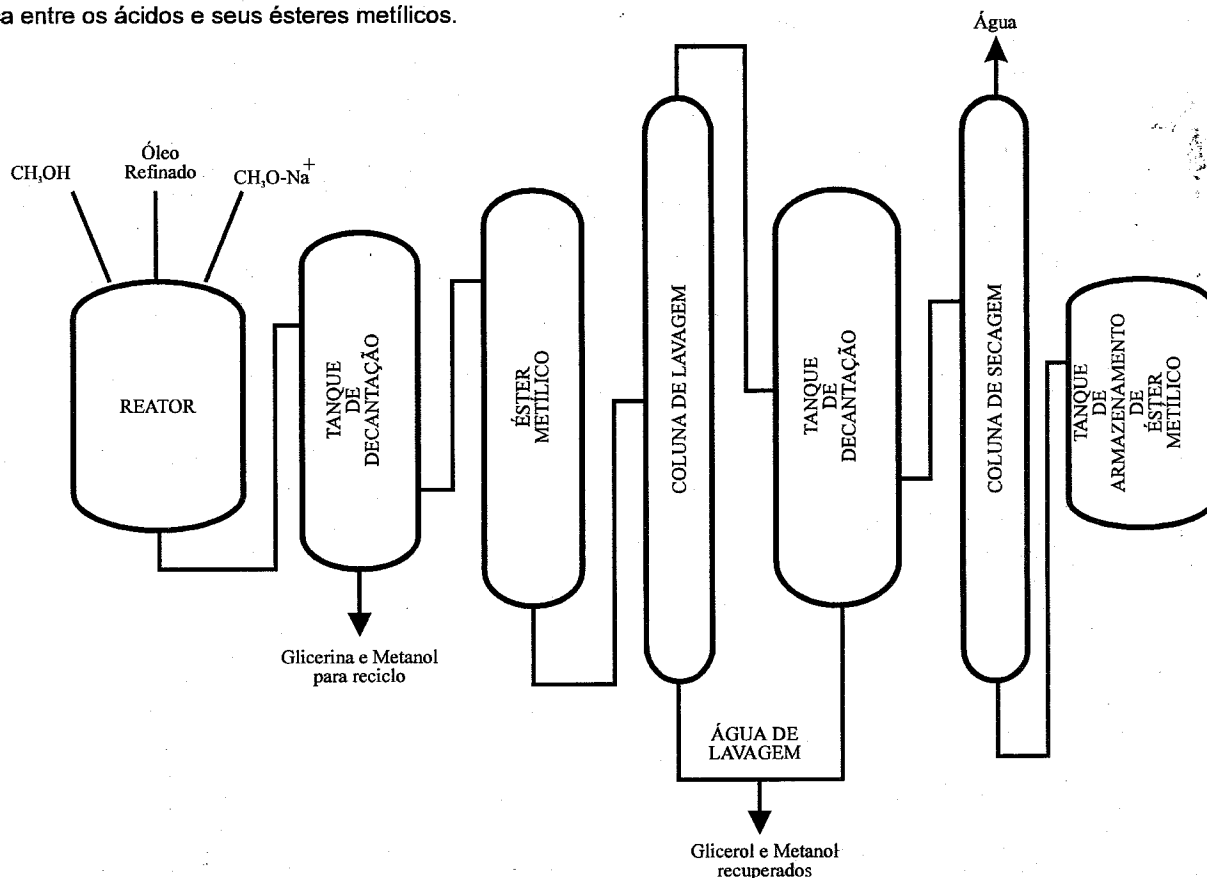 a entre os ácidos e seus ésteres metílicos.
Água
CH₃OH
Óleo
Refinado
CH₃O-Na⁺
REATOR
TANQUE
DE
DECANTAÇÃO
ÉSTER
METÍLICO
COLUNA DE LAVAGEM
TANQUE
DE
DECANTAÇÃO
COLUNA DE SECAGEM
TANQUE
DE
ARMAZENAMENTO
DE
ÉSTER
METÍLICO
Glicerina e Metanol
para reciclo
ÁGUA DE
LAVAGEM
Glicerol e Metanol
recuperados